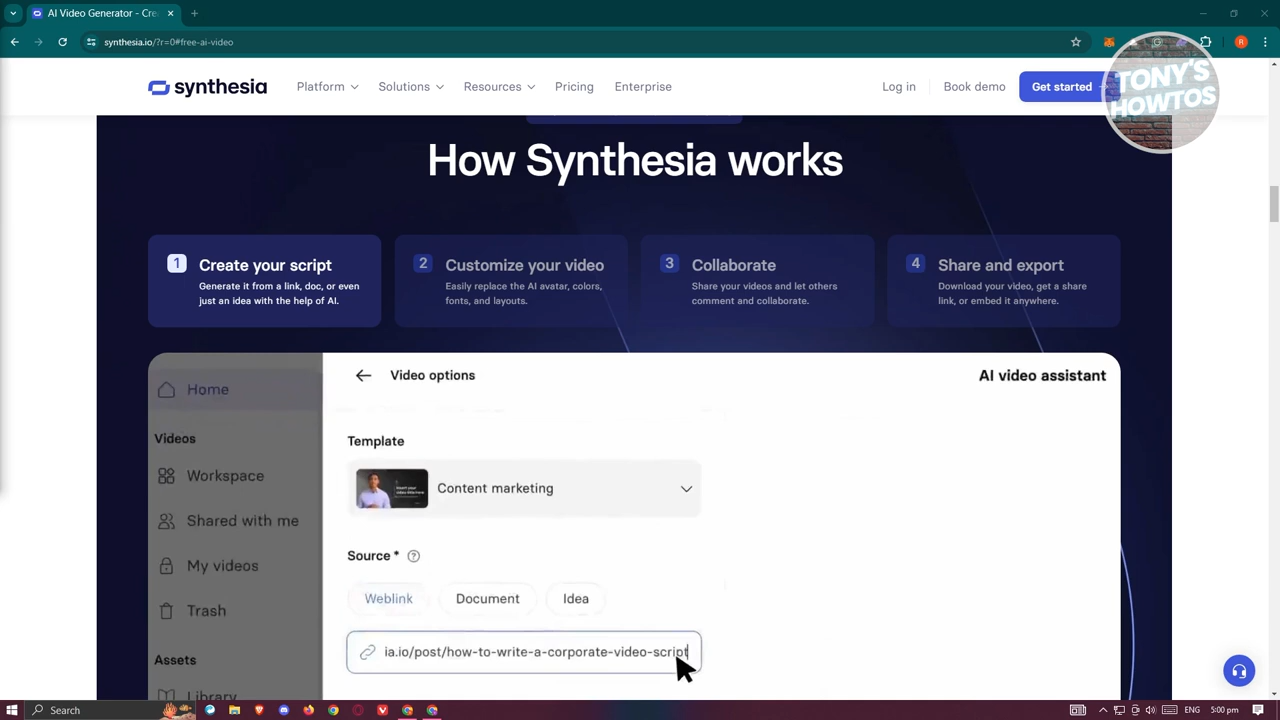 AI Video Generator - Cre
synthesia.io/?r=0#free-ai-video
synthesia
Platform
Solutions
Resources
Pricing
Enterprise
Log in
Book demo
Get started
TONY'S
HOWTOS
How Synthesia works
1 Create your script
Generate it from a link, doc, or even
just an idea with the help of AI.
2 Customize your video
Easily replace the AI avatar, colors,
fonts, and layouts.
3 Collaborate
Share your videos and let others
comment and collaborate.
4 Share and export
Download your video, get a share
link, or embed it anywhere.
Home
Videos
Workspace
Shared with me
My videos
Trash
Assets
Library
Video options
AI video assistant
Template
Content marketing
Source *
Weblink
Document
Idea
ia.io/post/how-to-write-a-corporate-video-script
Search
ENG
5:00 pm